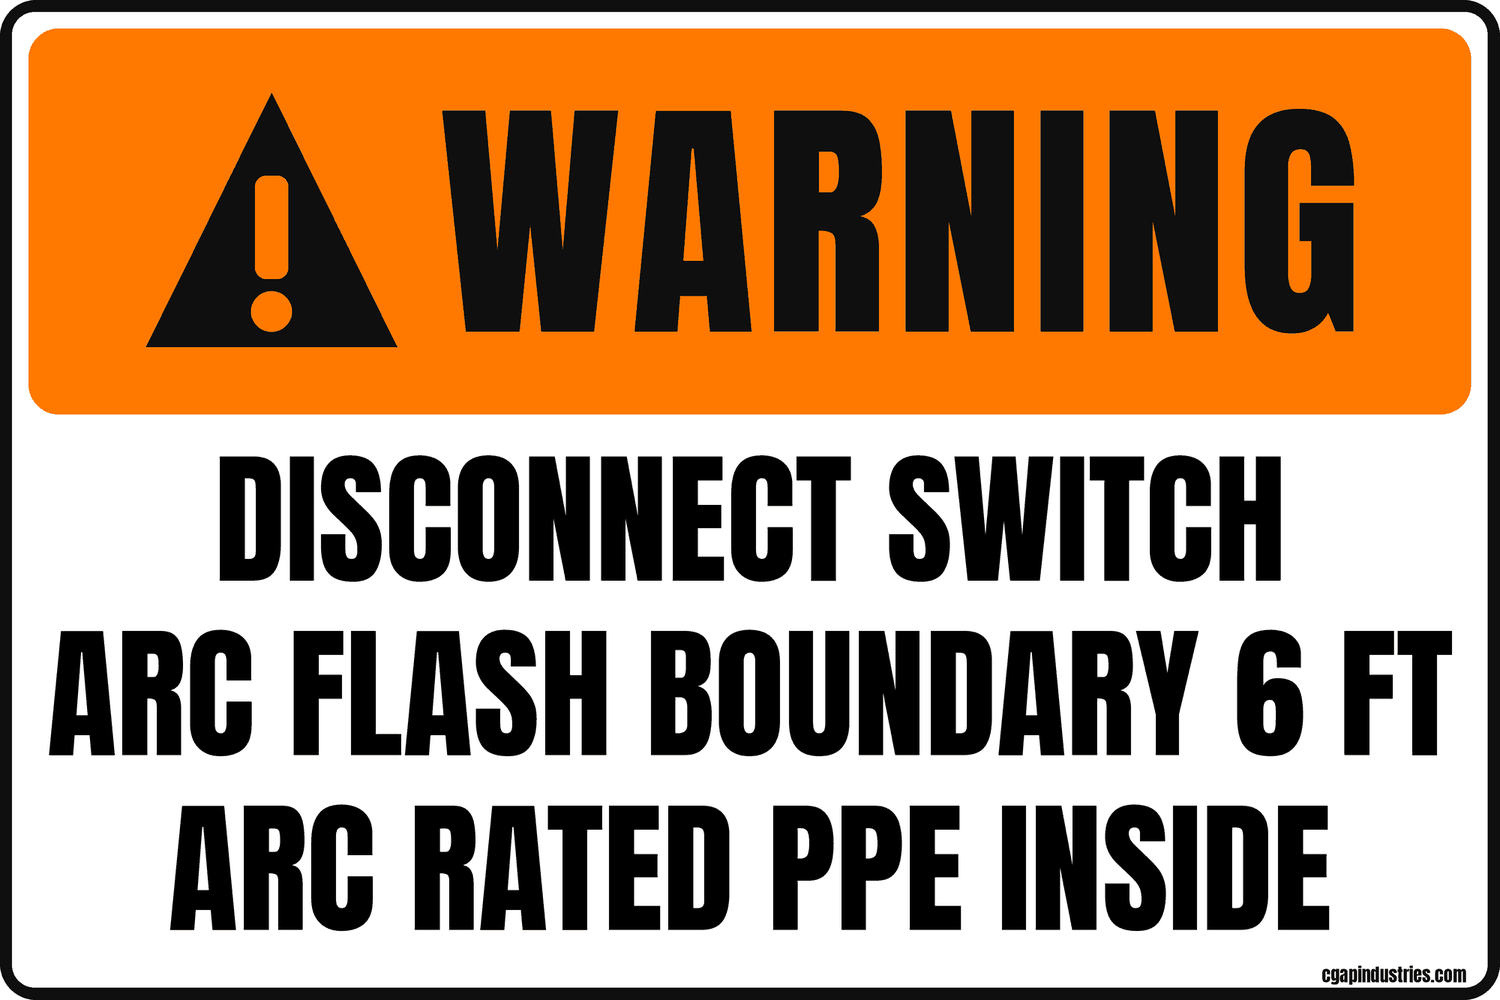 WARNING
DISCONNECT SWITCH
ARC FLASH BOUNDARY 6 FT
ARC RATED PPE INSIDE
cgapindustries.com